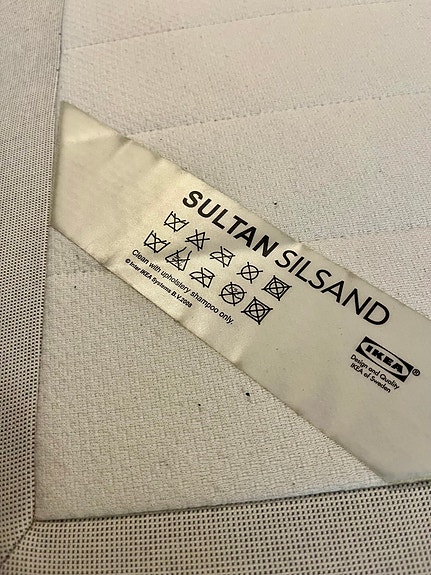 SULTAN SILSAND
Clean with upholstery shampoo only.
© Inter IKEA Systems B.V. 2008
IKEA®
Design and Quality
IKEA of Sweden